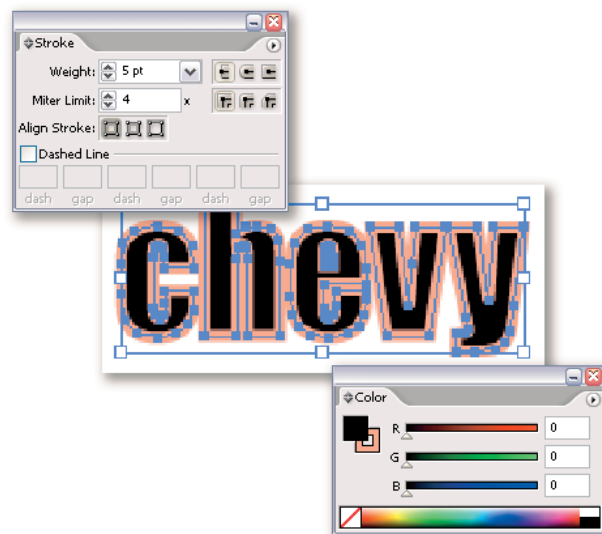 Stroke
Weight: 5 pt
Miter Limit: 4 x
Align Stroke:
Dashed Line
dash gap dash gap dash gap
chevy
Color
R 0
G 0
B 0